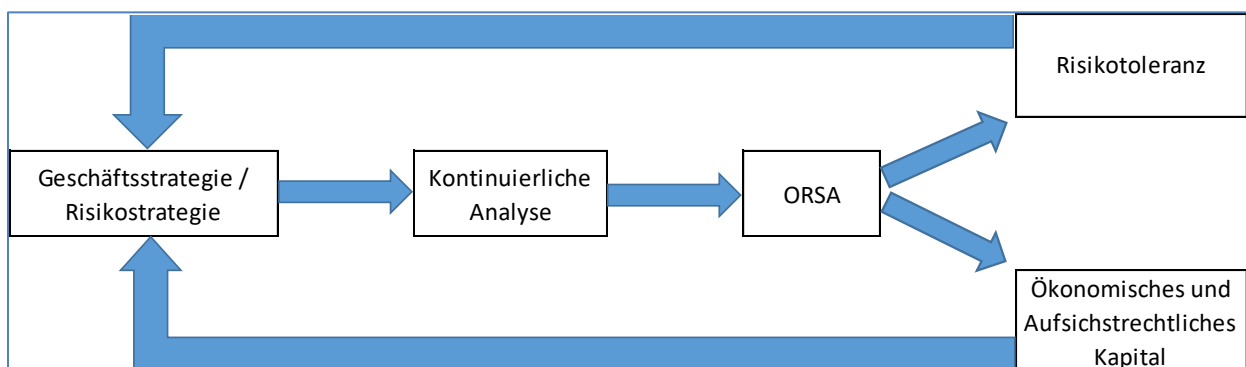 Risikotoleranz
Geschäftsstrategie /
Risikostrategie
Kontinuierliche
Analyse
ORSA
Ökonomisches und
Aufsichstrechtliches
Kapital